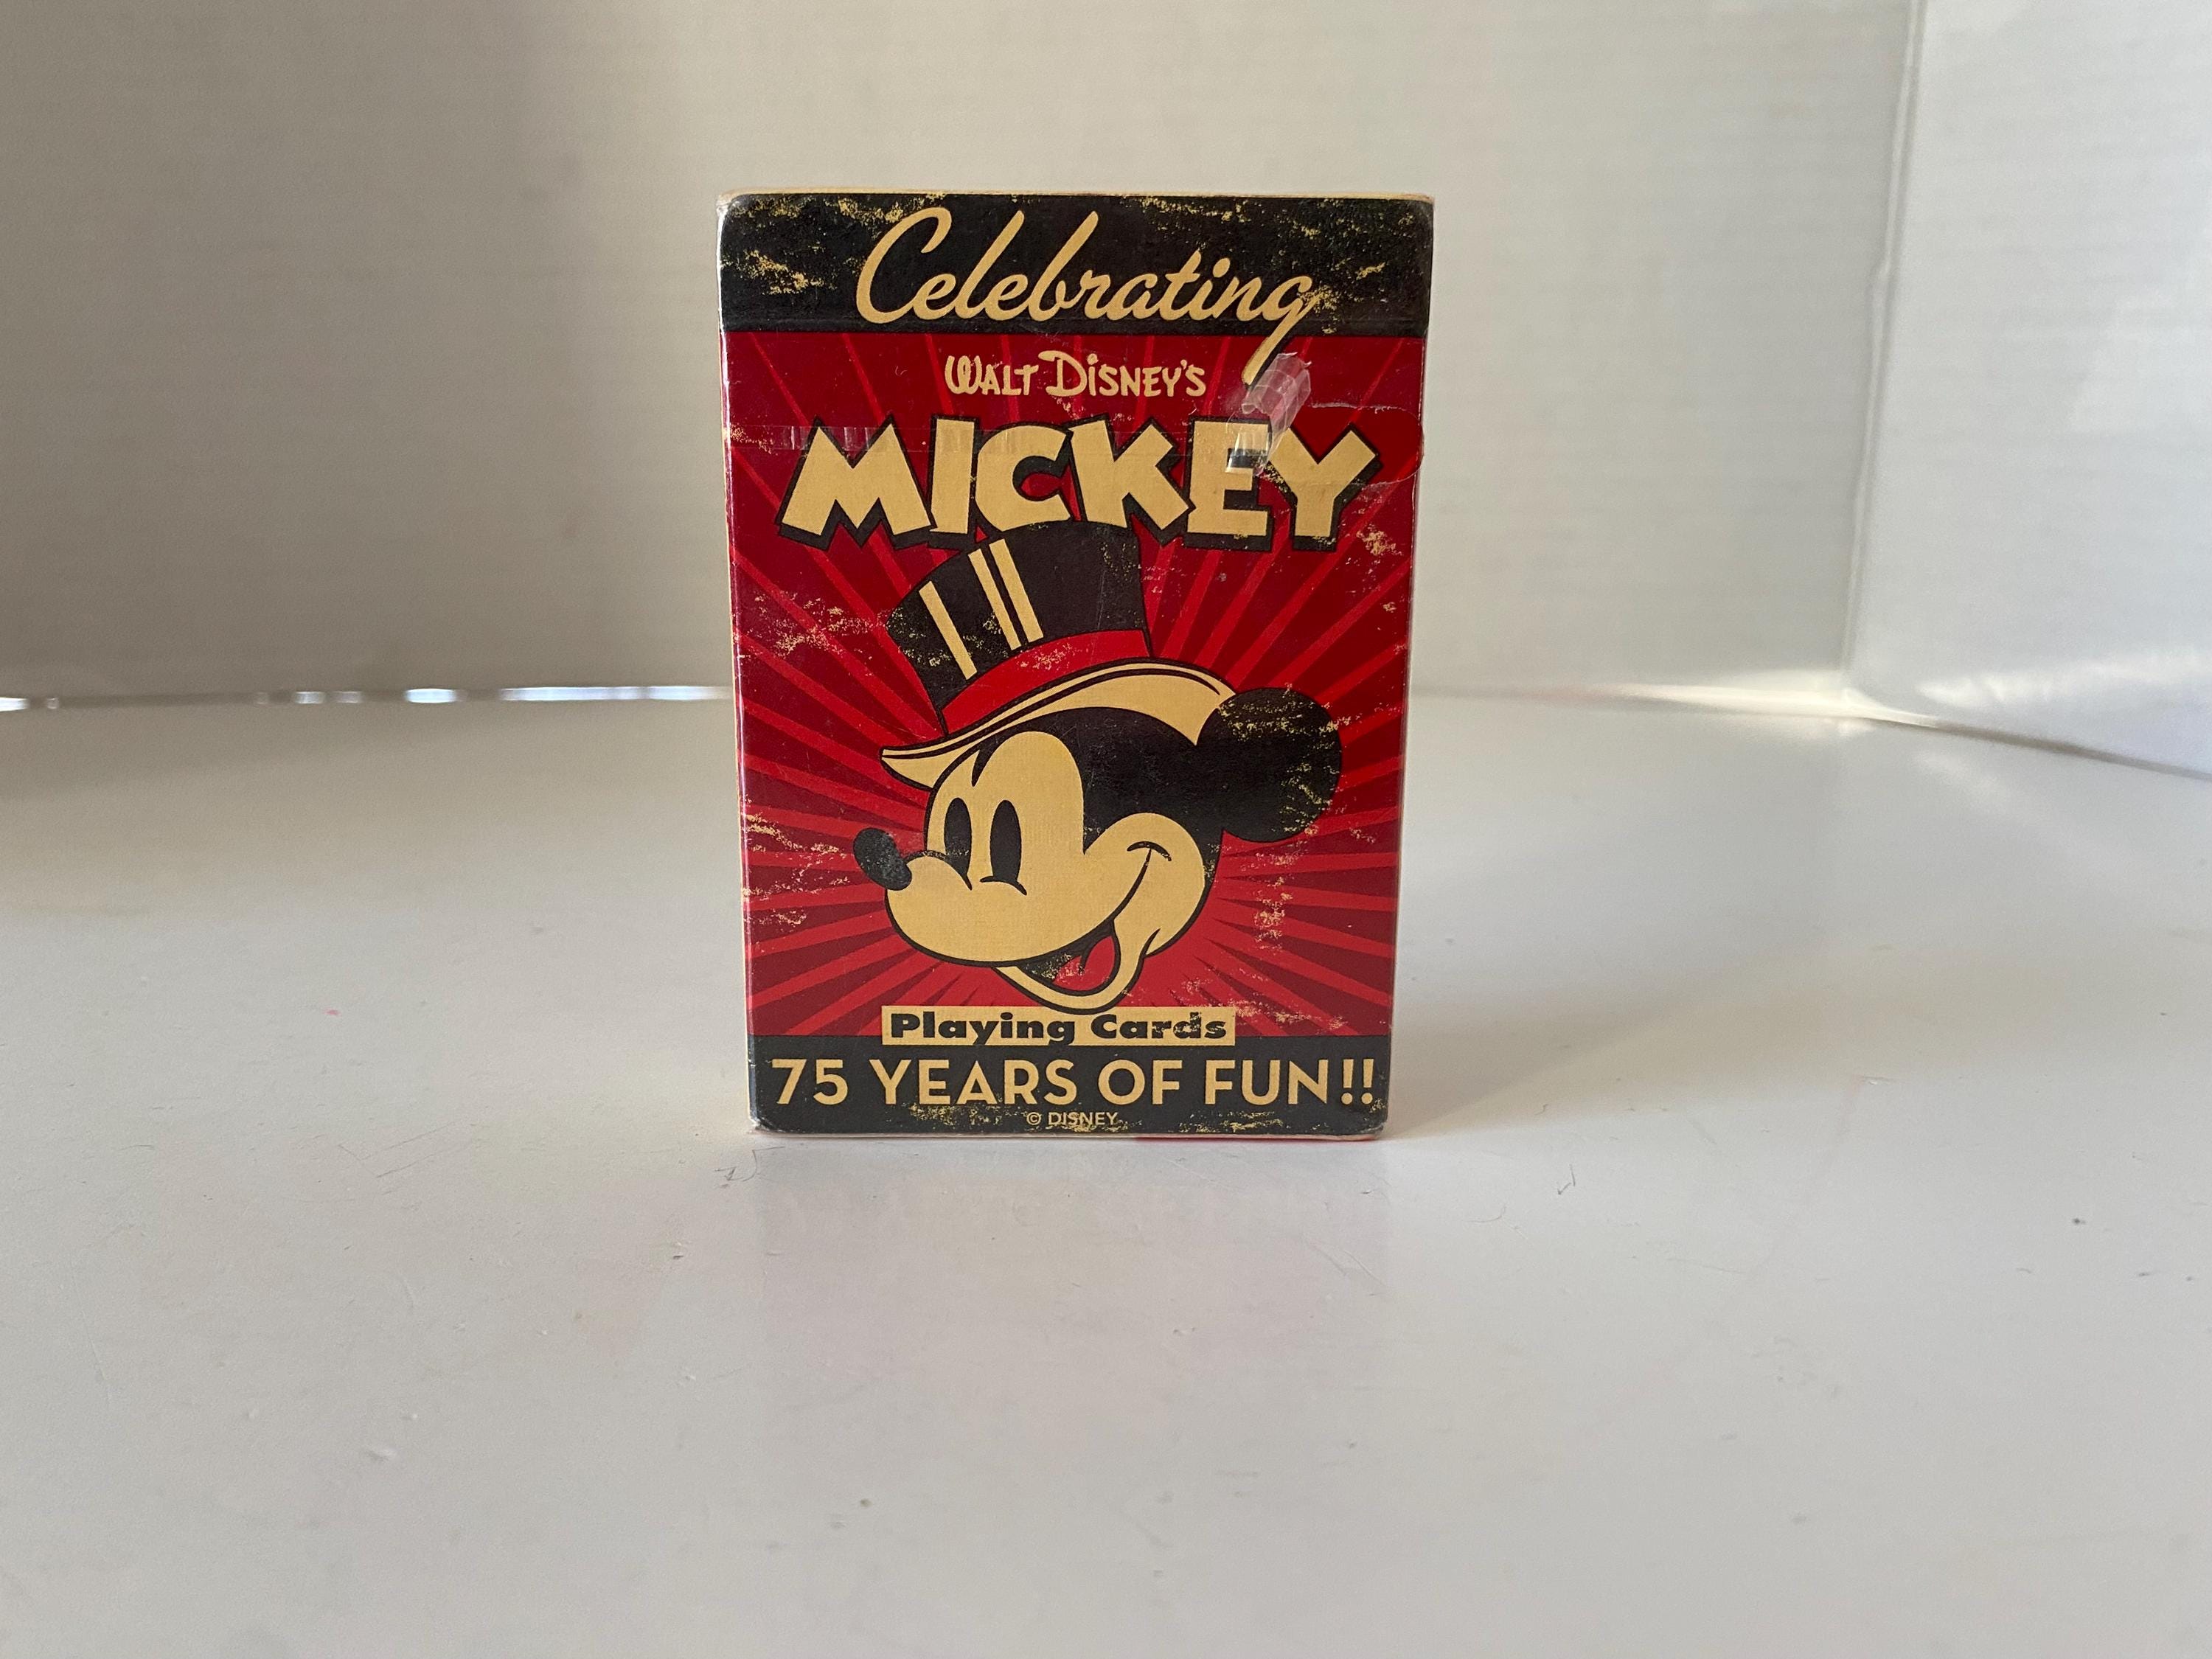 Celebrating
WALT DISNEY'S
MICKEY
Playing Cards
75 YEARS OF FUN!!
© DISNEY